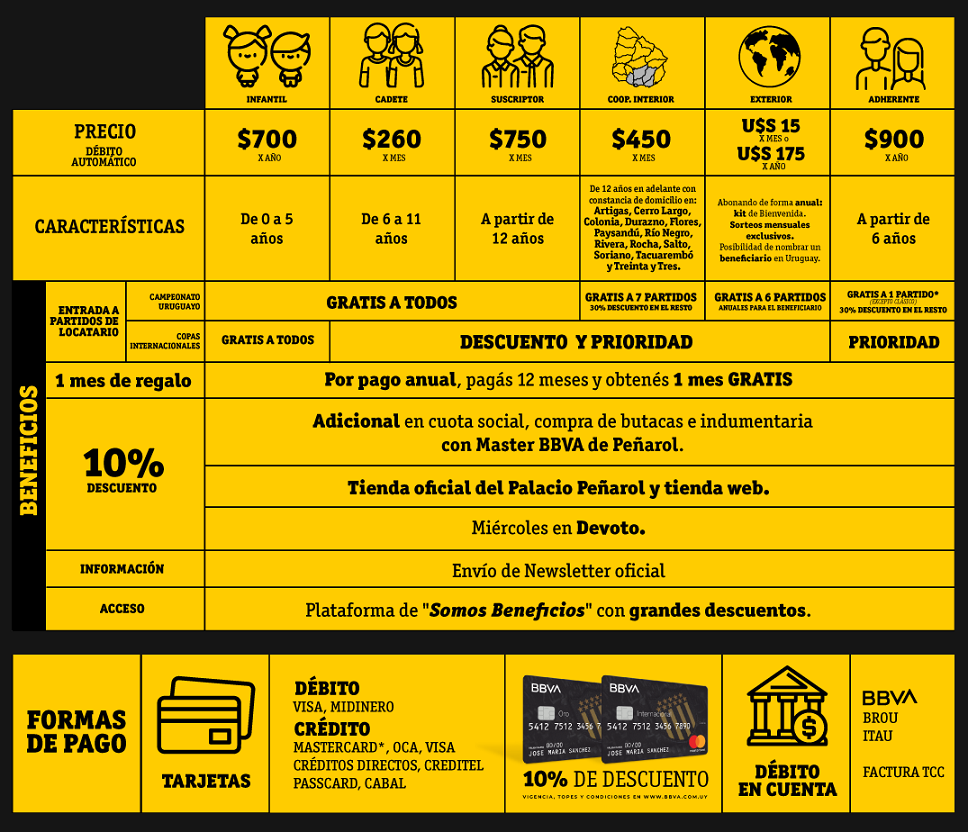 INFANTIL
CADETE
SUSCRIPTOR
COOP. INTERIOR
EXTERIOR
ADHERENTE
PRECIO
DÉBITO
AUTOMÁTICO
$700
X AÑO
$260
X MES
$750
X MES
$450
X MES
U$S 15
X MES o
U$S 175
X AÑO
$900
X AÑO
CARACTERÍSTICAS
De 0 a 5
años
De 6 a 11
años
A partir de
12 años
De 12 años en adelante con
constancia de domicilio en:
Artigas, Cerro Largo,
Colonia, Durazno, Flores,
Paysandú, Río Negro,
Rivera, Rocha, Salto,
Soriano, Tacuarembó
y Treinta y Tres.
Abonando de forma anual:
kit de Bienvenida.
Sorteos mensuales
exclusivos.
Posibilidad de nombrar un
beneficiario en Uruguay.
A partir de
6 años
BENEFICIOS
ENTRADA A
PARTIDOS DE
LOCATARIO
CAMPEONATO
URUGUAYO
GRATIS A TODOS
GRATIS A 7 PARTIDOS
30% DESCUENTO EN EL RESTO
GRATIS A 6 PARTIDOS
ANUALES PARA EL BENEFICIARIO
GRATIS A 1 PARTIDO*
(EXCEPTO CLÁSICO)
30% DESCUENTO EN EL RESTO
COPAS
INTERNACIONALES
GRATIS A TODOS
DESCUENTO Y PRIORIDAD
PRIORIDAD
1 mes de regalo
Por pago anual, pagás 12 meses y obtenés 1 mes GRATIS
10%
DESCUENTO
Adicional en cuota social, compra de butacas e indumentaria
con Master BBVA de Peñarol.
Tienda oficial del Palacio Peñarol y tienda web.
Miércoles en Devoto.
INFORMACIÓN
Envío de Newsletter oficial
ACCESO
Plataforma de "Somos Beneficios" con grandes descuentos.
FORMAS
DE PAGO
TARJETAS
DÉBITO
VISA, MIDINERO
CRÉDITO
MASTERCARD*, OCA, VISA
CRÉDITOS DIRECTOS, CREDITEL
PASSCARD, CABAL
BBVA
Oro
5412 7512 3456 7
00/00
JOSE MARIA SANCHEZ
BBVA
Internacional
5412 7512 3456 7890
00/00
JOSE MARIA SANCHEZ
10% DE DESCUENTO
VIGENCIA, TOPES Y CONDICIONES EN WWW.BBVA.COM.UY
DÉBITO
EN CUENTA
BBVA
BROU
ITAU
FACTURA TCC